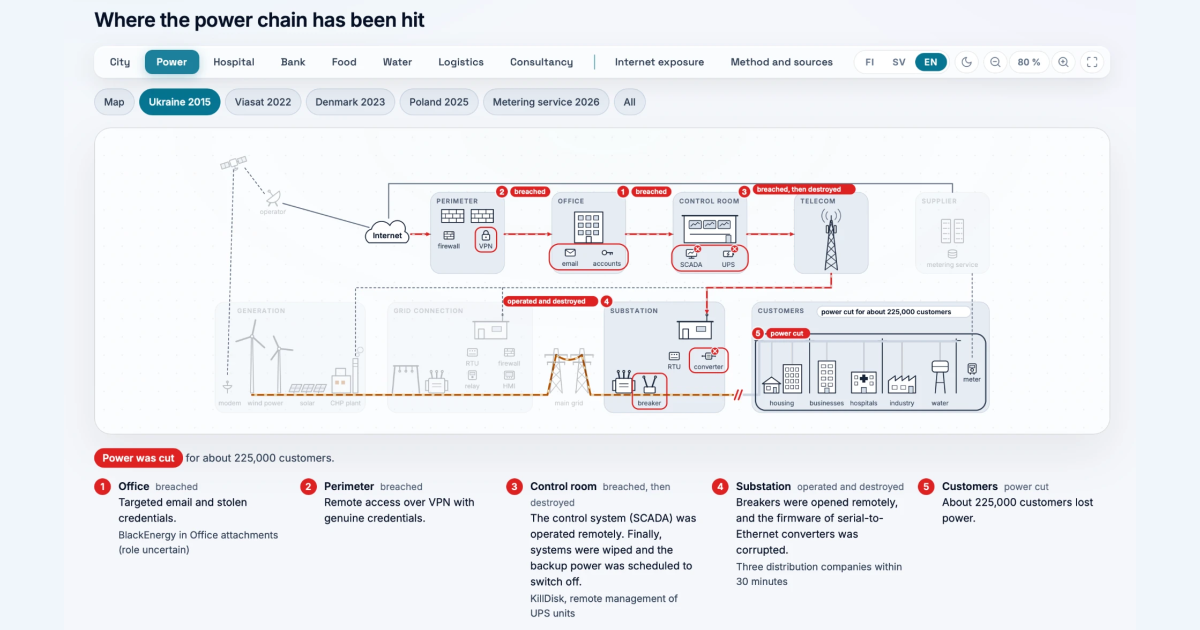 Where the power chain has been hit
City Power Hospital Bank Food Water Logistics Consultancy Internet exposure Method and sources FI SV EN 80 %
Map Ukraine 2015 Viasat 2022 Denmark 2023 Poland 2025 Metering service 2026 All
operator
Internet
2 breached
PERIMETER
firewall
VPN
1 breached
OFFICE
email
accounts
3 breached, then destroyed
CONTROL ROOM
SCADA
UPS
TELECOM
SUPPLIER
metering service
GENERATION
modem
wind power
solar
CHP plant
GRID CONNECTION
RTU
firewall
relay
HMI
main grid
operated and destroyed 4
SUBSTATION
RTU
converter
breaker
CUSTOMERS
power cut for about 225,000 customers
5 power cut
housing
businesses
hospitals
industry
water
meter
Power was cut for about 225,000 customers.
1 Office breached
Targeted email and stolen
credentials.
BlackEnergy in Office attachments
(role uncertain)
2 Perimeter breached
Remote access over VPN with
genuine credentials.
3 Control room breached, then
destroyed
The control system (SCADA) was
operated remotely. Finally,
systems were wiped and the
backup power was scheduled to
switch off.
KillDisk, remote management of
UPS units
4 Substation operated and destroyed
Breakers were opened remotely,
and the firmware of serial-to-
Ethernet converters was
corrupted.
Three distribution companies within
30 minutes
5 Customers power cut
About 225,000 customers lost
power.